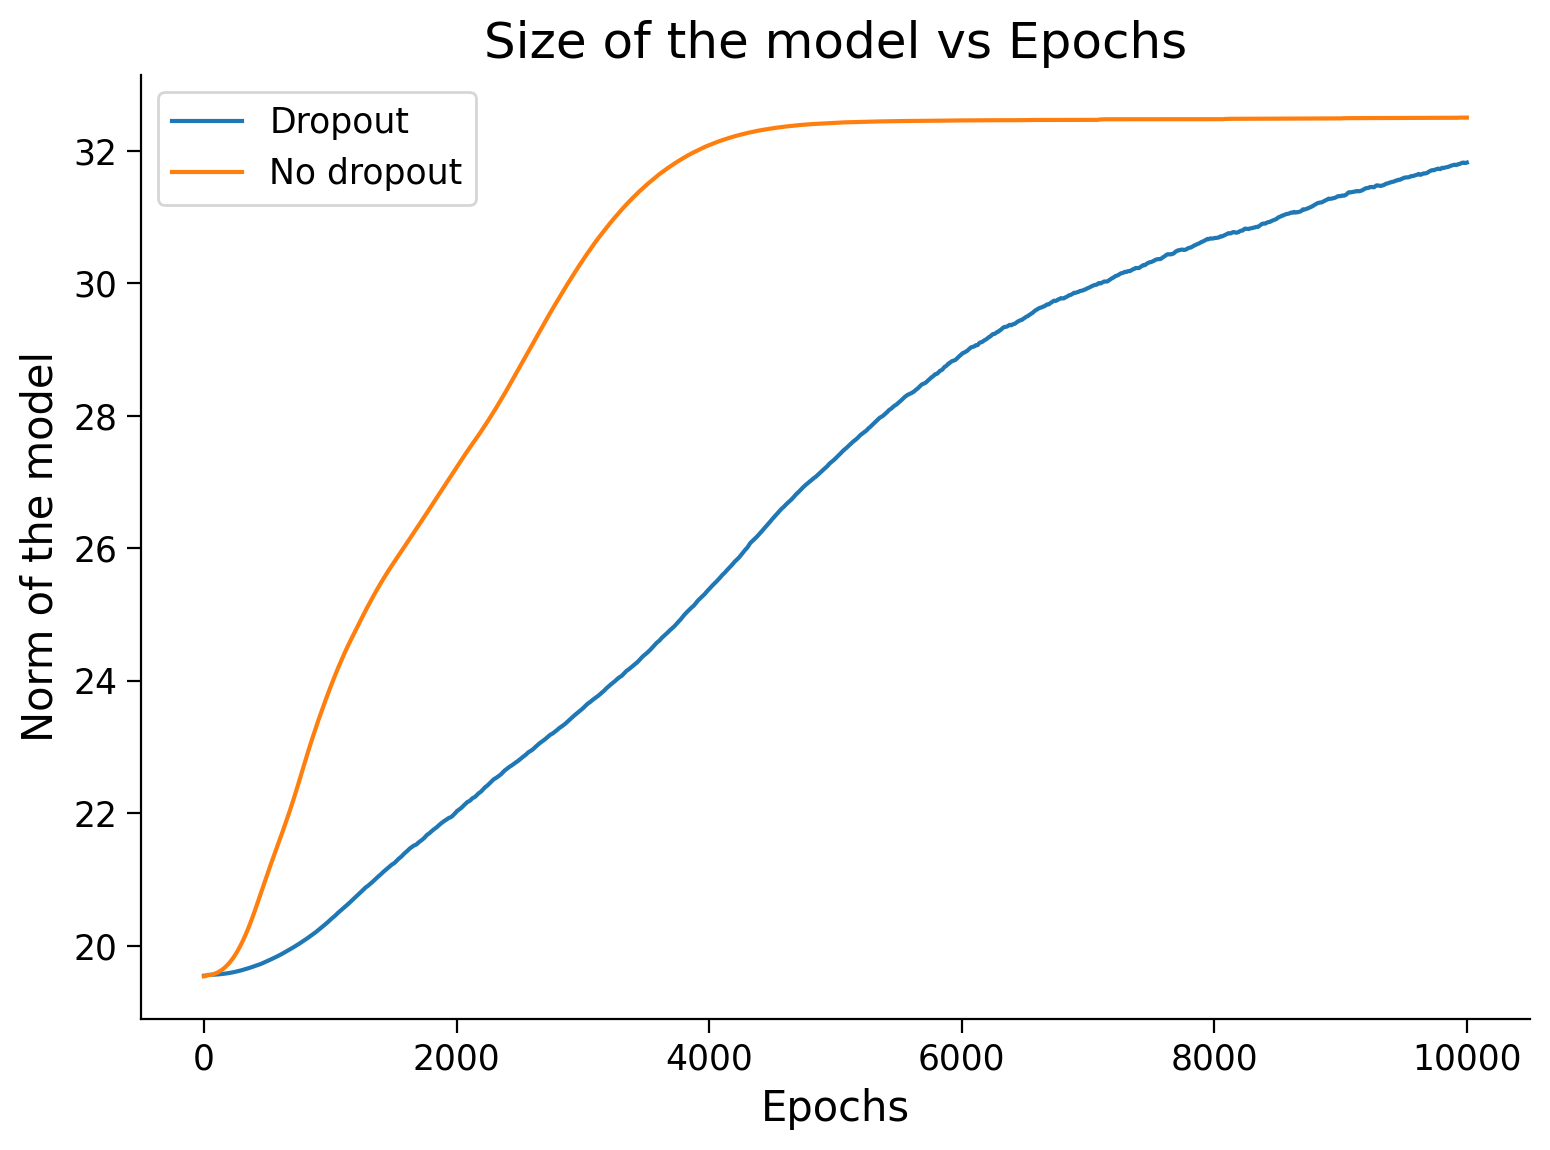 Size of the model vs Epochs
Dropout
No dropout
Norm of the model
32
30
28
26
24
22
20
0 2000 4000 6000 8000 10000
Epochs